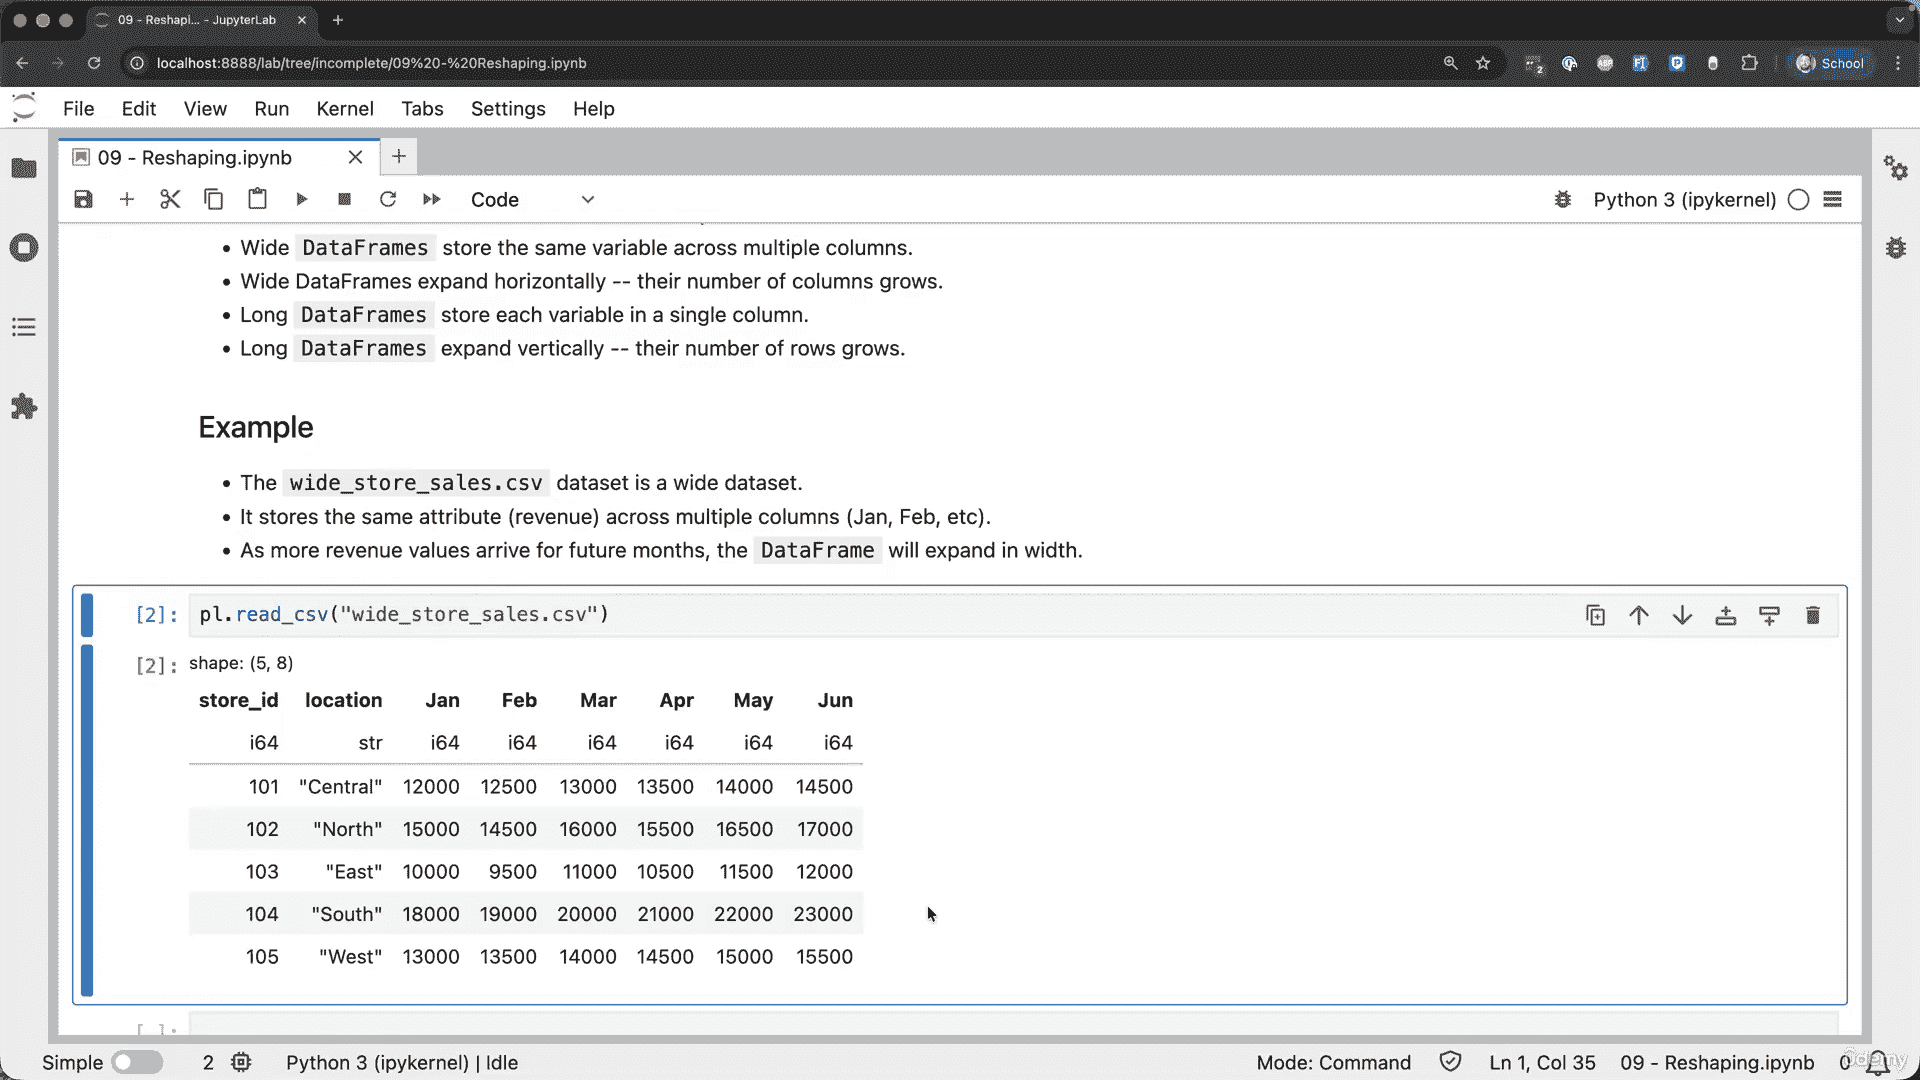 09 - Reshapi... - JupyterLab
localhost:8888/lab/tree/incomplete/09%20-%20Reshaping.ipynb
2
ABP
School
File Edit View Run Kernel Tabs Settings Help
09 - Reshaping.ipynb
Code
Python 3 (ipykernel)
• Wide DataFrames store the same variable across multiple columns.
• Wide DataFrames expand horizontally -- their number of columns grows.
• Long DataFrames store each variable in a single column.
• Long DataFrames expand vertically -- their number of rows grows.
Example
• The wide_store_sales.csv dataset is a wide dataset.
• It stores the same attribute (revenue) across multiple columns (Jan, Feb, etc).
• As more revenue values arrive for future months, the DataFrame will expand in width.
[2]: pl.read_csv("wide_store_sales.csv")
[2]: shape: (5, 8)
store_id location Jan Feb Mar Apr May Jun
i64 str i64 i64 i64 i64 i64 i64
101 "Central" 12000 12500 13000 13500 14000 14500
102 "North" 15000 14500 16000 15500 16500 17000
103 "East" 10000 9500 11000 10500 11500 12000
104 "South" 18000 19000 20000 21000 22000 23000
105 "West" 13000 13500 14000 14500 15000 15500
[ ]:
Simple 2 Python 3 (ipykernel) | Idle Mode: Command Ln 1, Col 35 09 - Reshaping.ipynb 0